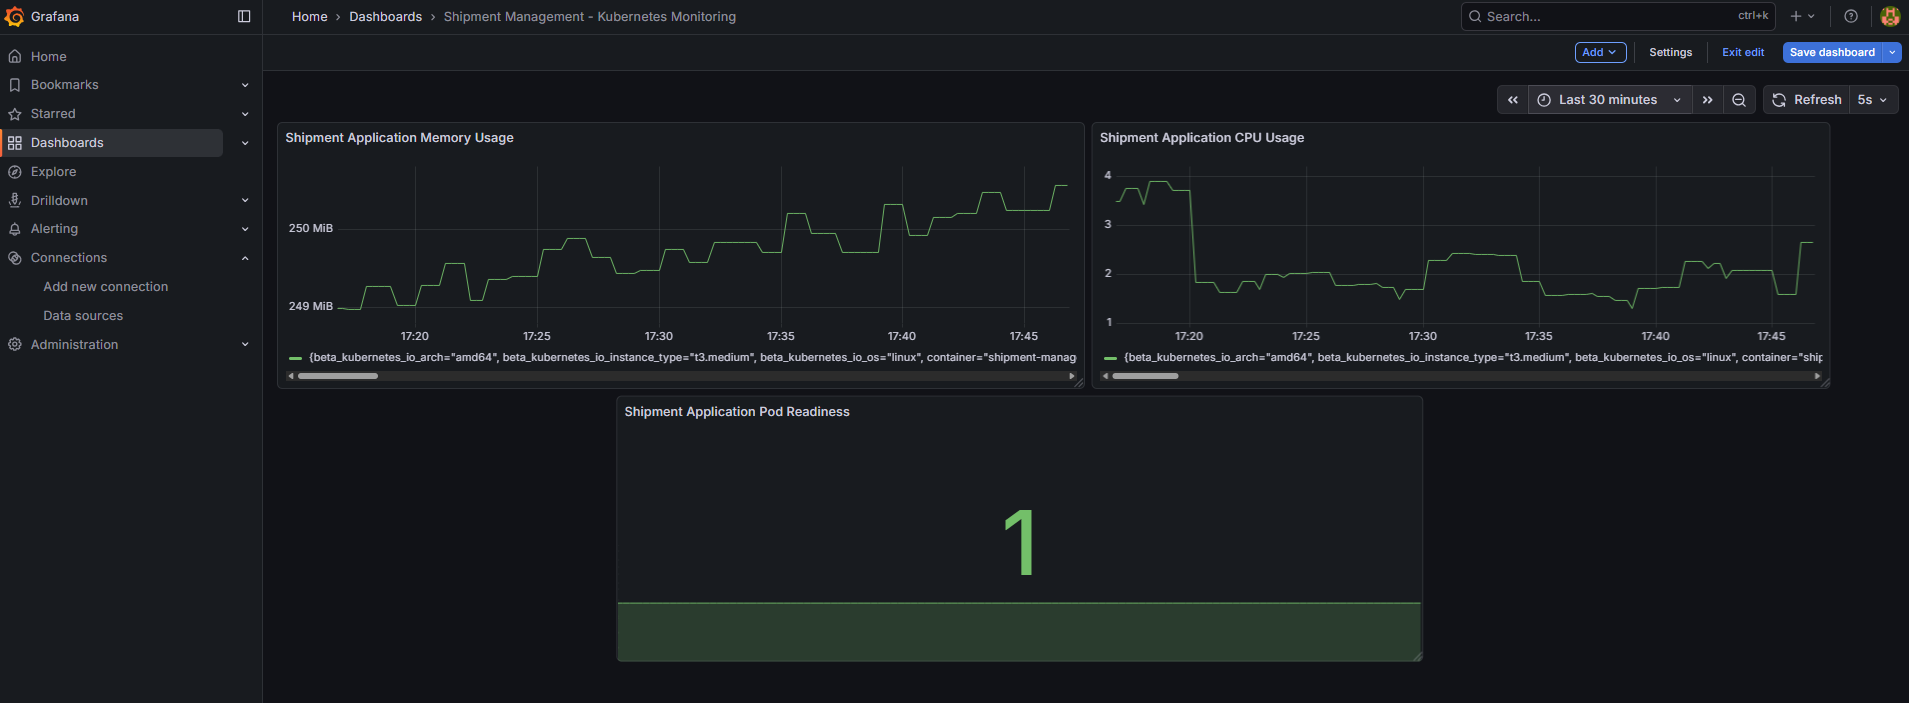 Grafana
Home › Dashboards › Shipment Management - Kubernetes Monitoring
Search... ctrl+k
Home
Bookmarks
Starred
Dashboards
Explore
Drilldown
Alerting
Connections
Add new connection
Data sources
Administration
Add Settings Exit edit Save dashboard
Last 30 minutes Refresh 5s
Shipment Application Memory Usage
250 MiB
249 MiB
17:20 17:25 17:30 17:35 17:40 17:45
{beta_kubernetes_io_arch="amd64", beta_kubernetes_io_instance_type="t3.medium", beta_kubernetes_io_os="linux", container="shipment-manag
Shipment Application CPU Usage
4
3
2
1
17:20 17:25 17:30 17:35 17:40 17:45
{beta_kubernetes_io_arch="amd64", beta_kubernetes_io_instance_type="t3.medium", beta_kubernetes_io_os="linux", container="ship
Shipment Application Pod Readiness
1